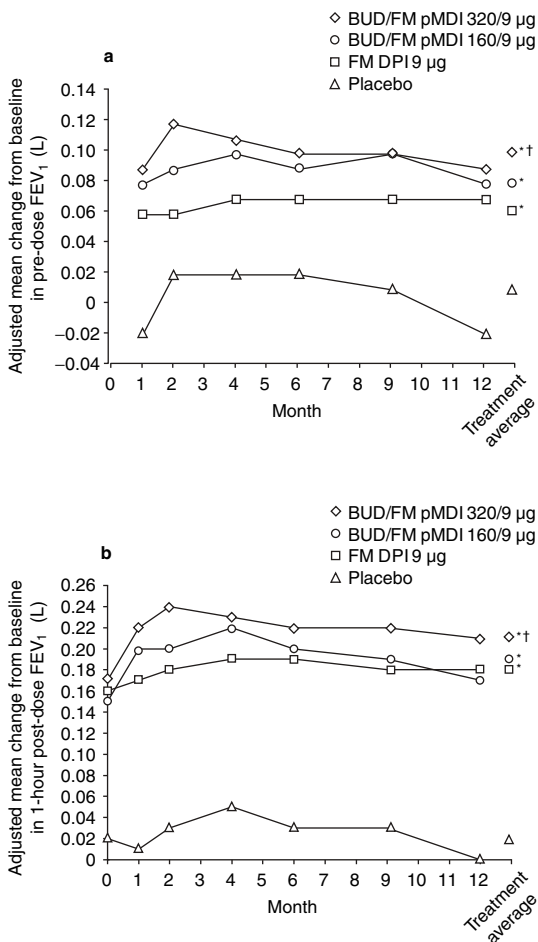 ◇ BUD/FM pMDI 320/9 µg
○ BUD/FM pMDI 160/9 µg
□ FM DPI 9 µg
△ Placebo
a
Adjusted mean change from baseline
in pre-dose FEV₁ (L)
0.14
0.12
0.10
0.08
0.06
0.04
0.02
0
−0.02
−0.04
*†
*
*
0 1 2 3 4 5 6 7 8 9 10 11 12
Month
Treatment
average
◇ BUD/FM pMDI 320/9 µg
○ BUD/FM pMDI 160/9 µg
□ FM DPI 9 µg
△ Placebo
b
Adjusted mean change from baseline
in 1-hour post-dose FEV₁ (L)
0.26
0.24
0.22
0.20
0.18
0.16
0.14
0.12
0.10
0.08
0.06
0.04
0.02
0
*†
*
*
0 1 2 3 4 5 6 7 8 9 10 11 12
Month
Treatment
average